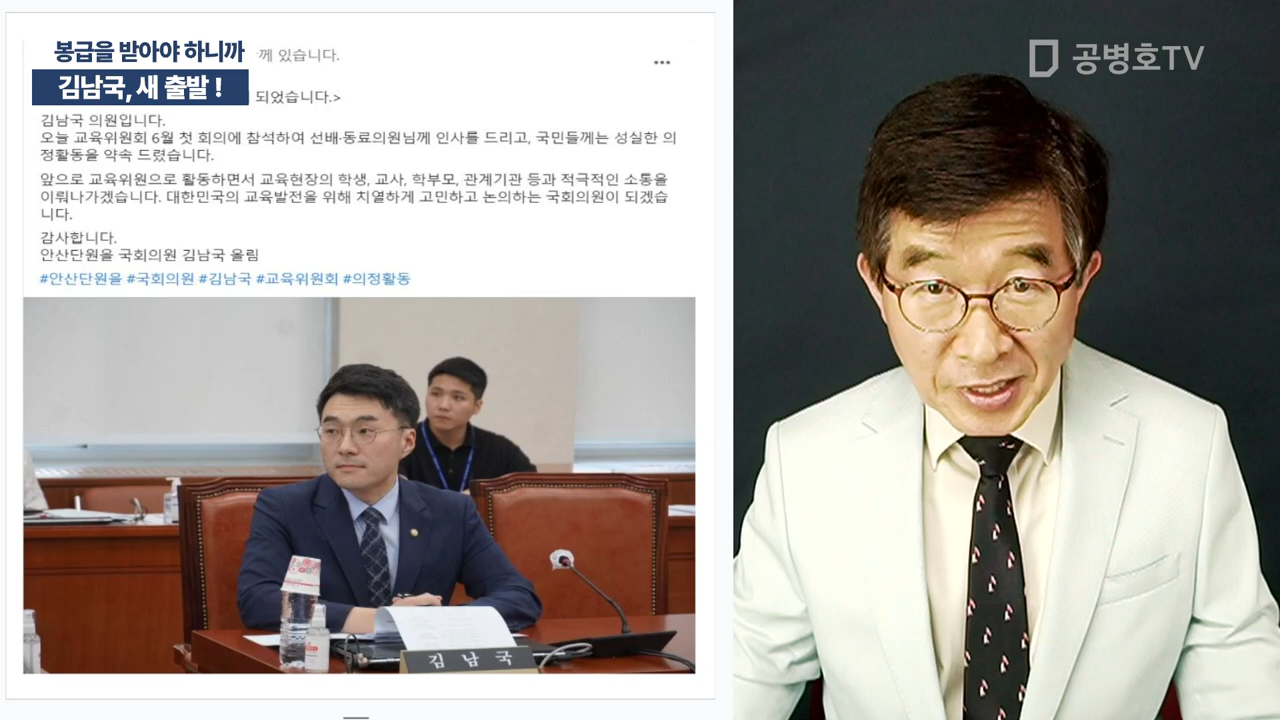 봉급을 받아야 하니까
김남국, 새 출발 !
께 있습니다.
되었습니다.>
김남국 의원입니다.
오늘 교육위원회 6월 첫 회의에 참석하여 선배·동료의원님께 인사를 드리고, 국민들께는 성실한 의
정활동을 약속 드렸습니다.
앞으로 교육위원으로 활동하면서 교육현장의 학생, 교사, 학부모, 관계기관 등과 적극적인 소통을
이뤄나가겠습니다. 대한민국의 교육발전을 위해 치열하게 고민하고 논의하는 국회의원이 되겠습
니다.
감사합니다.
안산단원을 국회의원 김남국 올림
#안산단원을 #국회의원 #김남국 #교육위원회 #의정활동
김남국
공병호TV